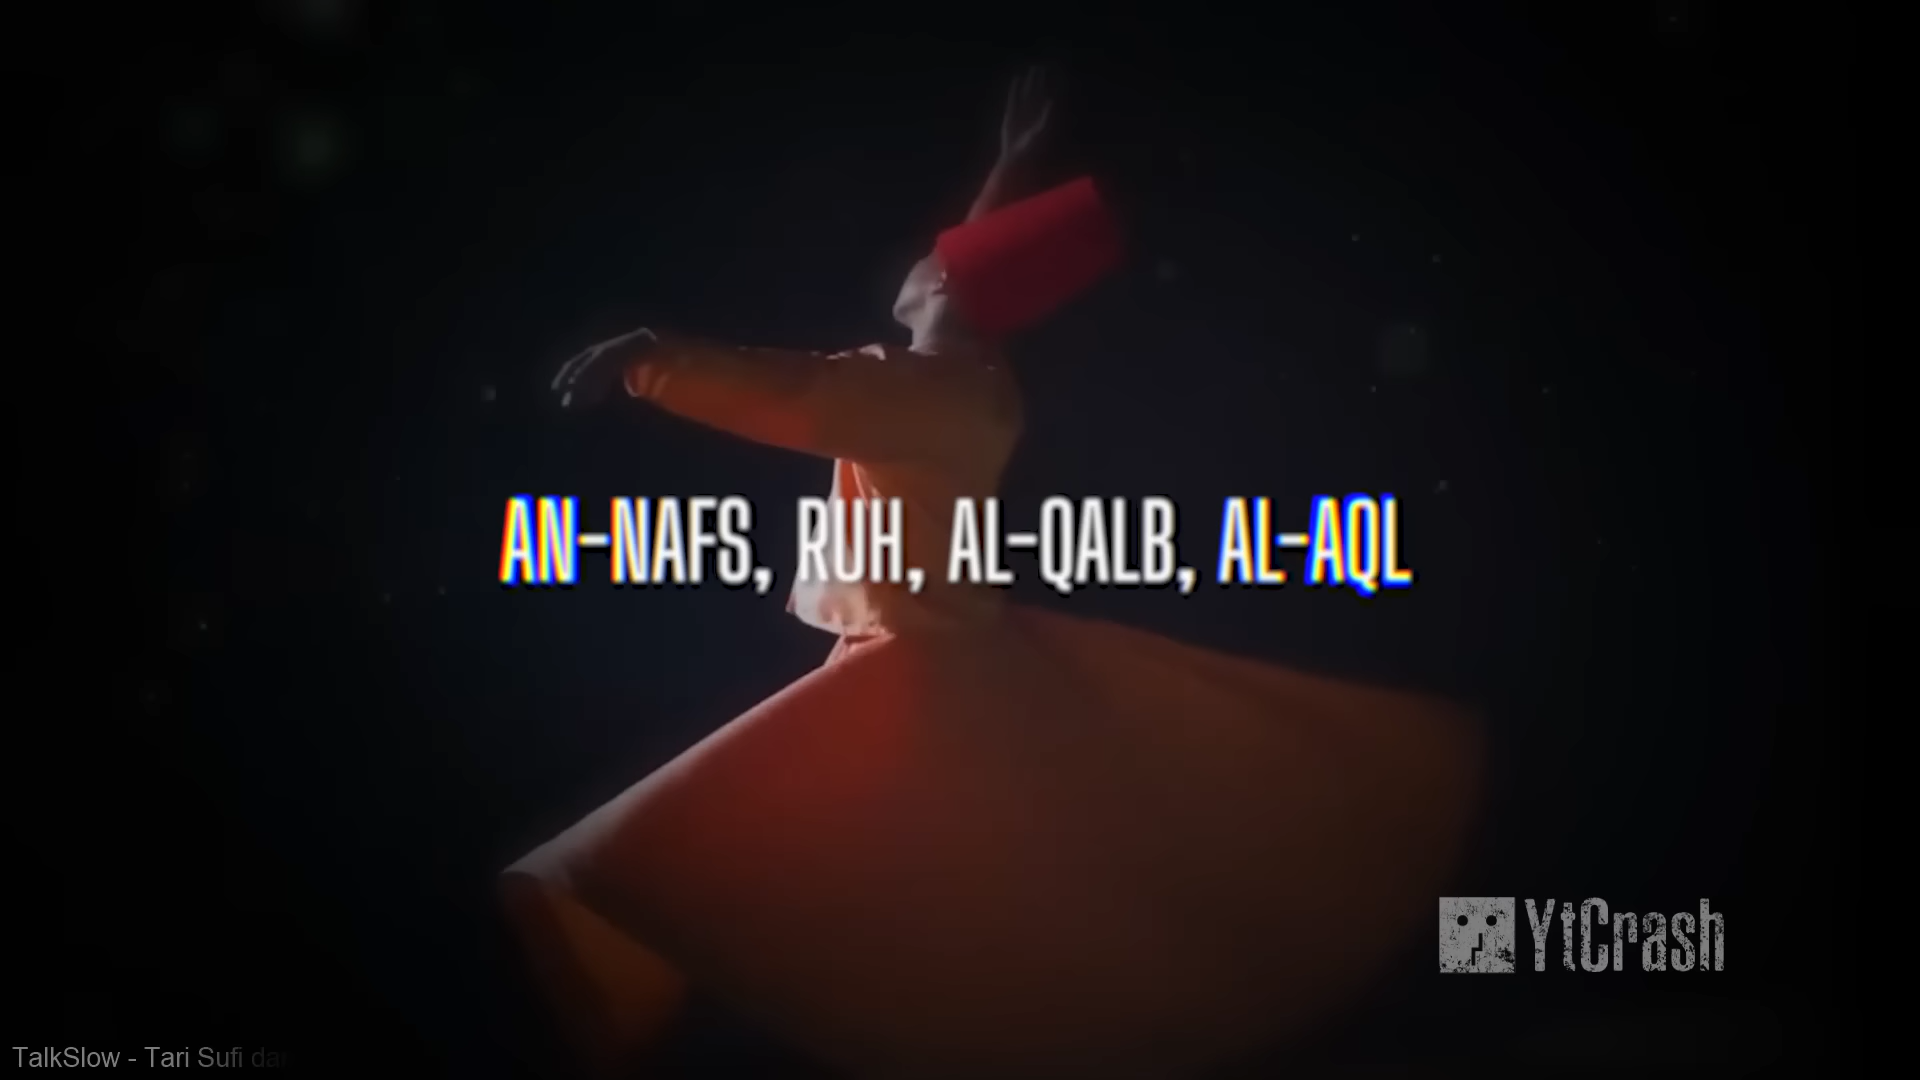 AN-NAFS, RUH, AL-QALB, AL-AQL
YtCrash
TalkSlow - Tari Sufi